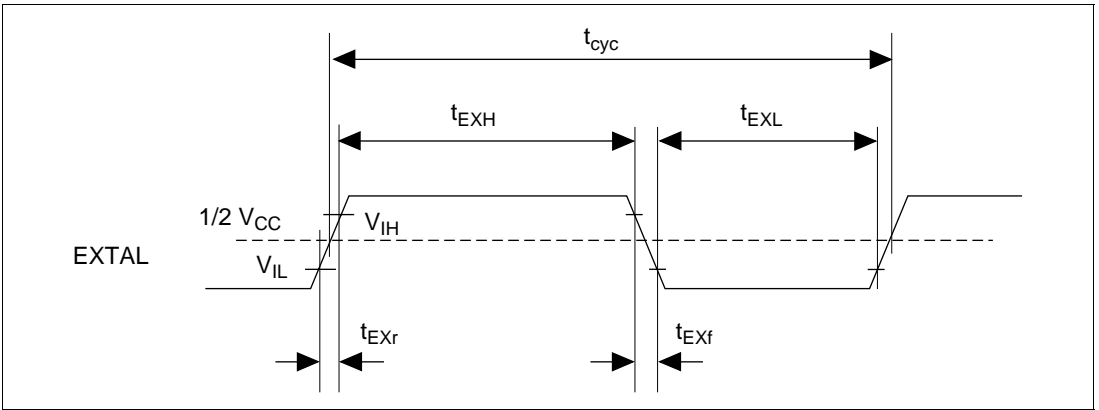 tcyc
tEXH
tEXL
1/2 VCC
VIH
EXTAL
VIL
tEXr
tEXf